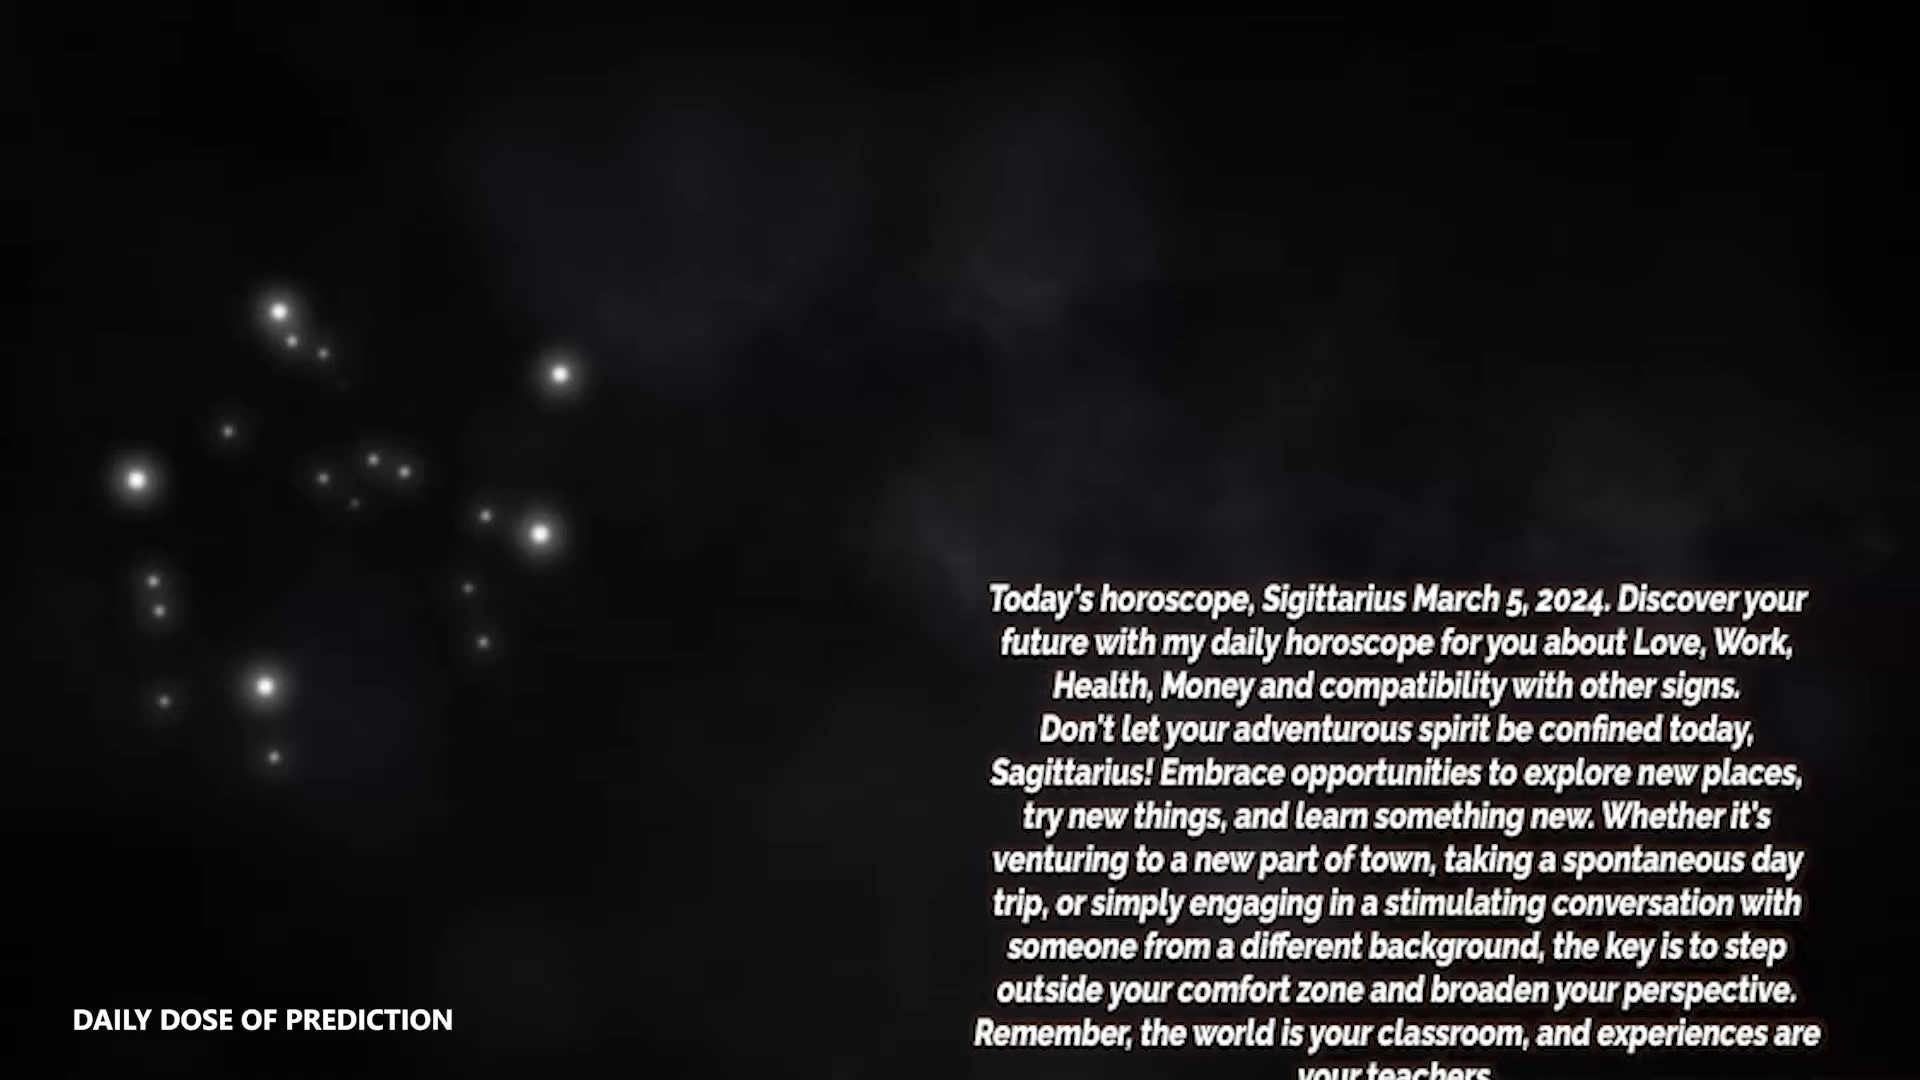 Today's horoscope, Sigittarius March 5, 2024. Discover your
future with my daily horoscope for you about Love, Work,
Health, Money and compatibility with other signs.
Don't let your adventurous spirit be confined today,
Sagittarius! Embrace opportunities to explore new places,
try new things, and learn something new. Whether it's
venturing to a new part of town, taking a spontaneous day
trip, or simply engaging in a stimulating conversation with
someone from a different background, the key is to step
outside your comfort zone and broaden your perspective.
Remember, the world is your classroom, and experiences are
your teachers.
DAILY DOSE OF PREDICTION